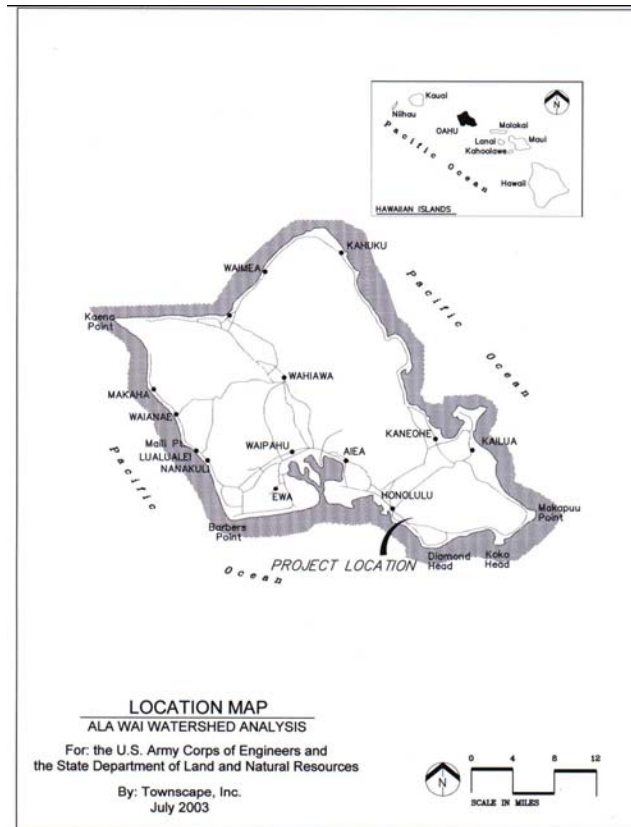 Kauai
Niihau
OAHU
Molokai
Lanai
Maui
Kahoolawe
Hawaii
Pacific Ocean
N
HAWAIIAN ISLANDS
KAHUKU
WAIMEA
Pacific Ocean
Kaena
Point
WAHIAWA
MAKAHA
WAIANAE
KANEOHE
KAILUA
Maili Pt.
WAIPAHU
AIEA
LUALUALEI
NANAKULI
EWA
HONOLULU
Makapuu
Point
Pacific
Barbers
Point
Diamond
Head
Koko
Head
PROJECT LOCATION
Ocean
LOCATION MAP
ALA WAI WATERSHED ANALYSIS
For: the U.S. Army Corps of Engineers and
the State Department of Land and Natural Resources
By: Townscape, Inc.
July 2003
N
0 4 8 12
SCALE IN MILES